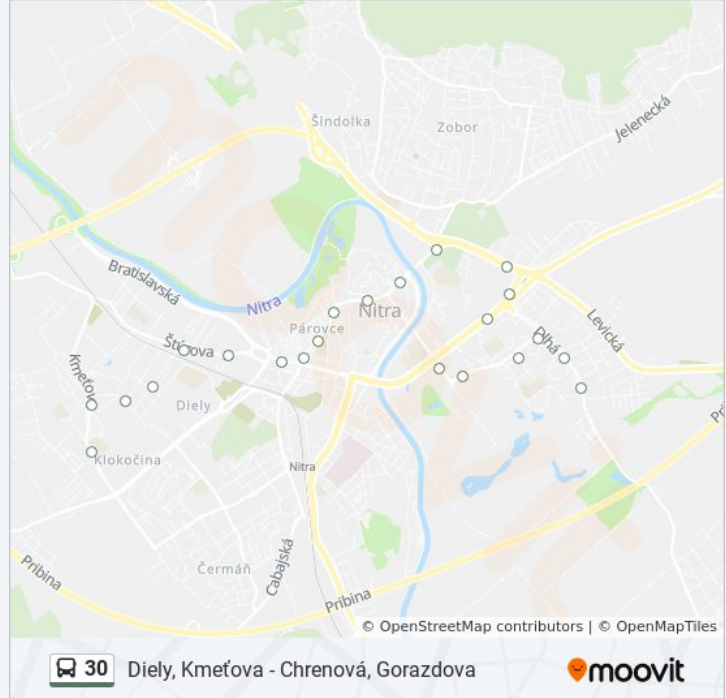 Šindolka
Zobor
Jelenecká
Bratislavská
Nitra
Nitra
Párovce
Levická
Dlhá
Štúrova
Kmeťov
Diely
Klokočina
Nitra
Čermáň
Cabajská
Pribina
Pribina
© OpenStreetMap contributors | © OpenMapTiles
30 Diely, Kmeťova - Chrenová, Gorazdova moovit